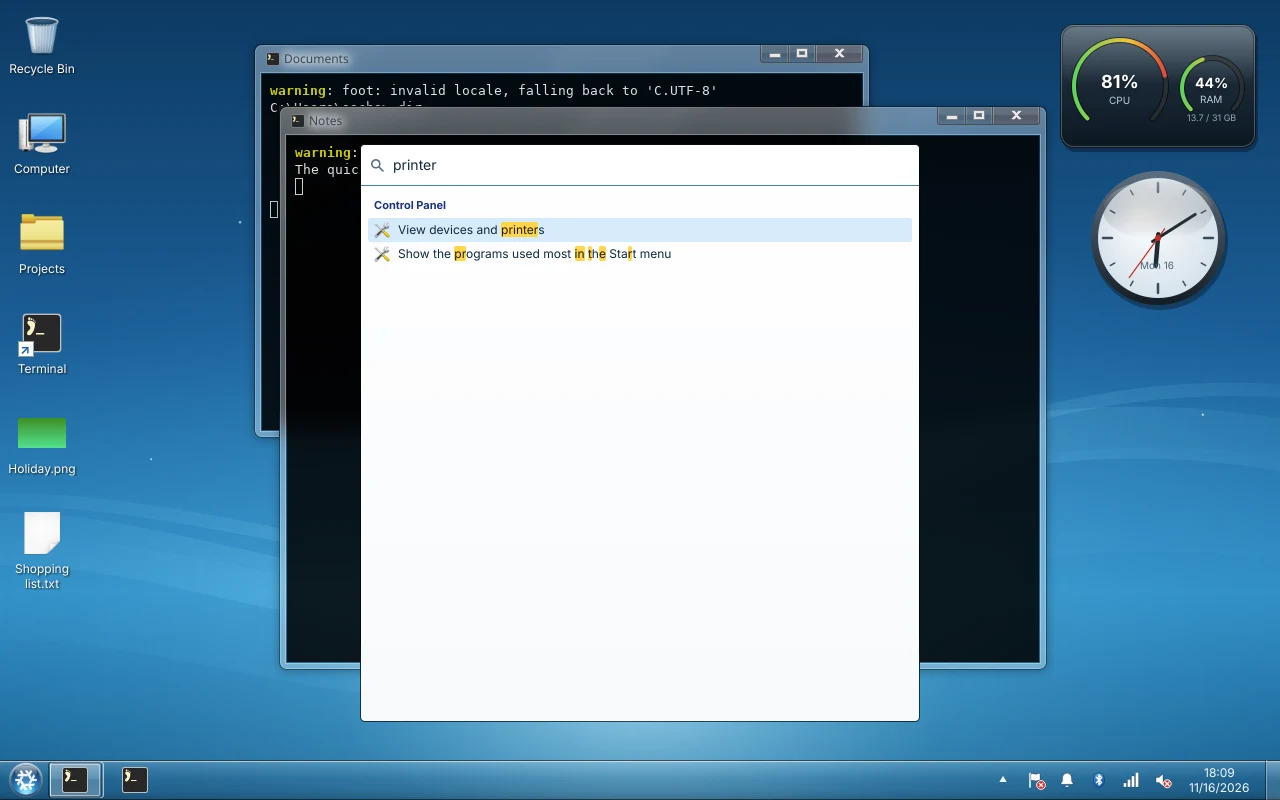 Recycle Bin
Computer
Projects
Terminal
Holiday.png
Shopping
list.txt
Documents
warning: foot: invalid locale, falling back to 'C.UTF-8'
Notes
warning:
The quic
printer
Control Panel
View devices and printers
Show the programs used most in the Start menu
81%
CPU
44%
RAM
13.7 / 31 GB
Mon 16
18:09
11/16/2026